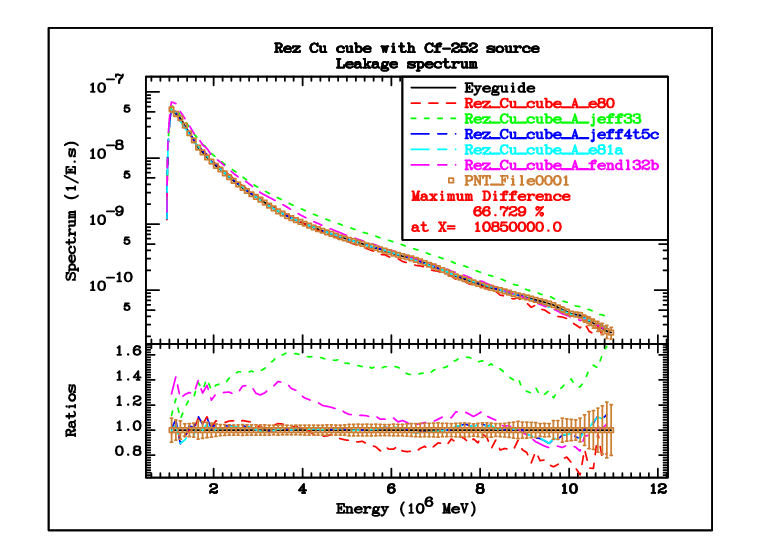 Rez Cu cube with Cf-252 source
Leakage spectrum
Eyeguide
Rez_Cu_cube_A_e80
Rez_Cu_cube_A_jeff33
Rez_Cu_cube_A_jeff4t5c
Rez_Cu_cube_A_e81a
Rez_Cu_cube_A_fendl32b
PNT_File0001
Maximum Difference
66.729 %
at X= 10850000.0
Spectrum (1/E.s)
10⁻⁷
5
10⁻⁸
5
10⁻⁹
5
10⁻¹⁰
5
Ratios
1.6
1.4
1.2
1.0
0.8
2 4 6 8 10 12
Energy (10⁶ MeV)